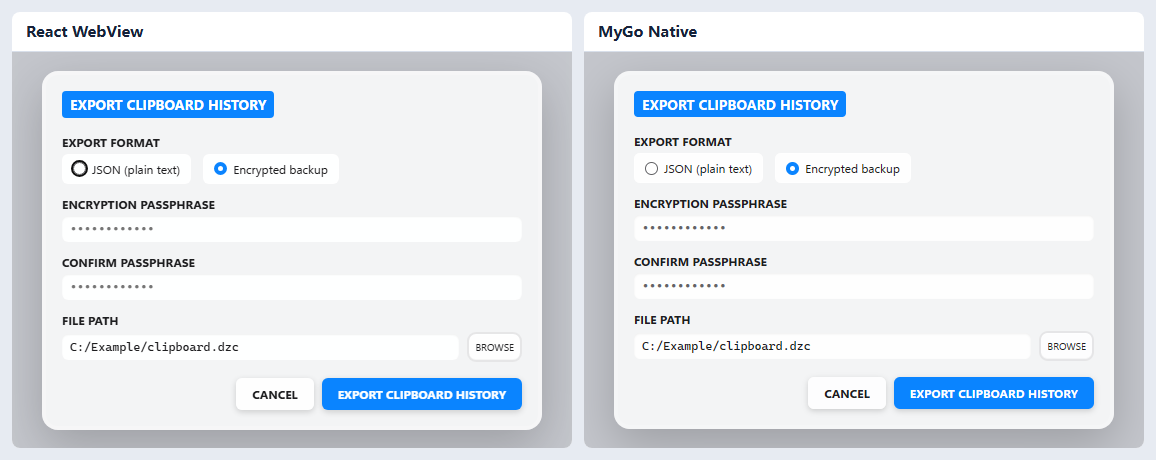 React WebView
EXPORT CLIPBOARD HISTORY
EXPORT FORMAT
JSON (plain text) Encrypted backup
ENCRYPTION PASSPHRASE
••••••••••••
CONFIRM PASSPHRASE
••••••••••••
FILE PATH
C:/Example/clipboard.dzc BROWSE
CANCEL EXPORT CLIPBOARD HISTORY
MyGo Native
EXPORT CLIPBOARD HISTORY
EXPORT FORMAT
JSON (plain text) Encrypted backup
ENCRYPTION PASSPHRASE
••••••••••••
CONFIRM PASSPHRASE
••••••••••••
FILE PATH
C:/Example/clipboard.dzc BROWSE
CANCEL EXPORT CLIPBOARD HISTORY